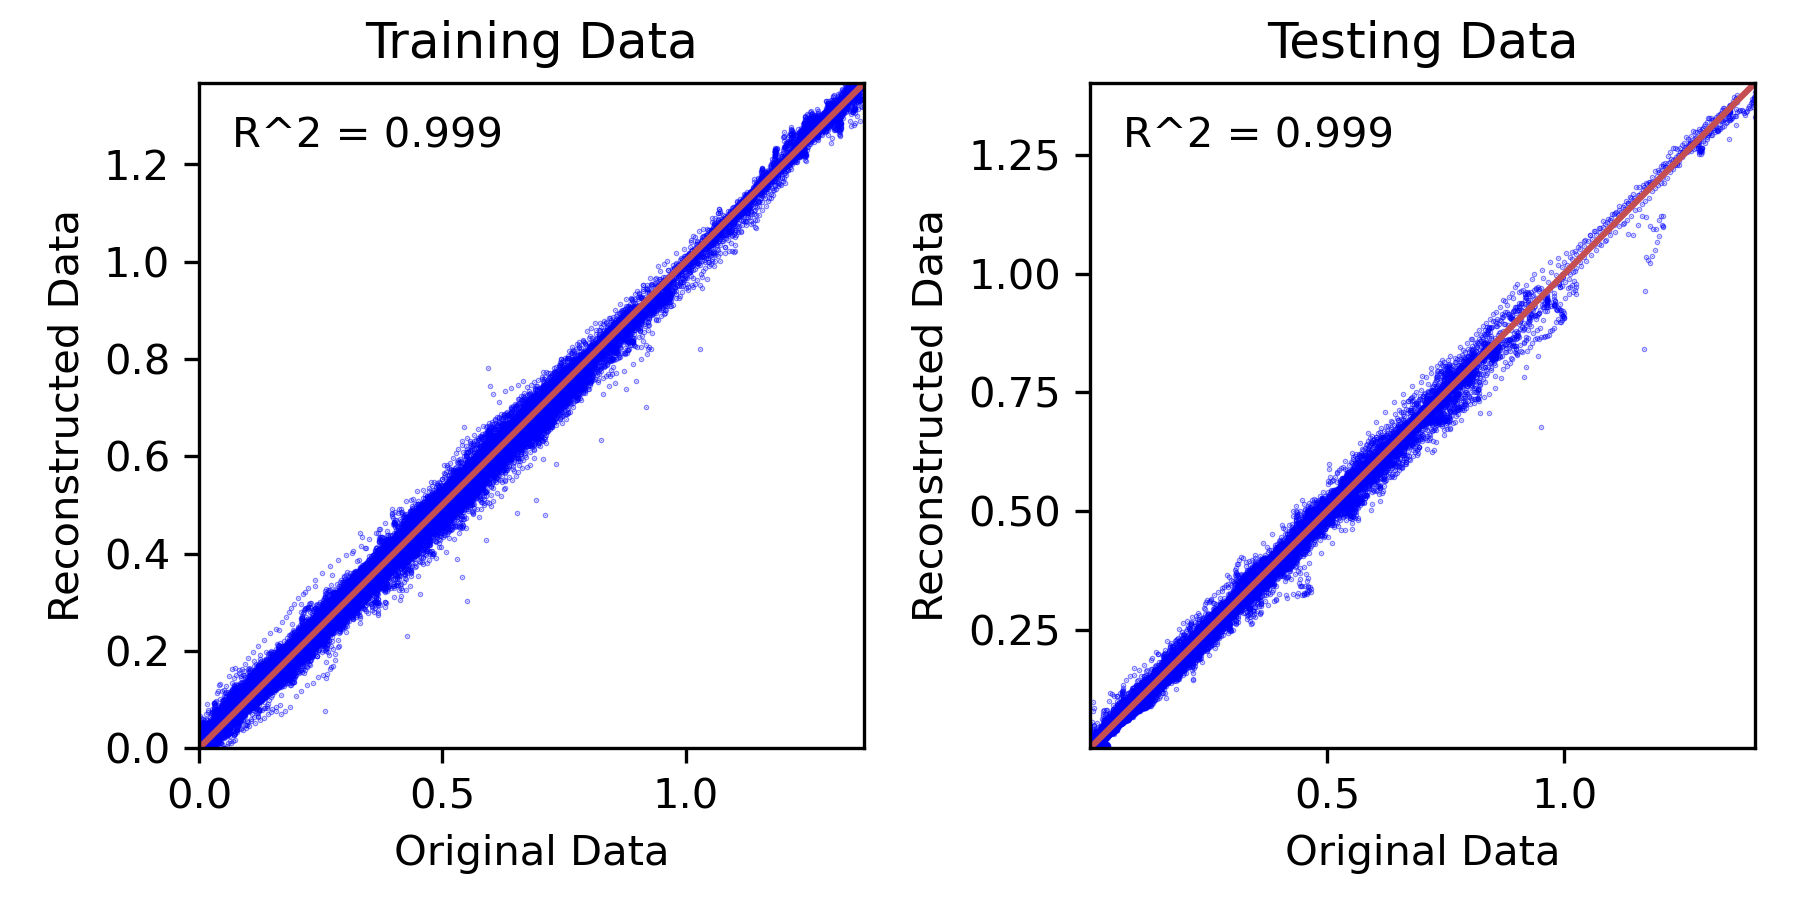 Training Data
R^2 = 0.999
Reconstructed Data
1.2
1.0
0.8
0.6
0.4
0.2
0.0
0.0 0.5 1.0
Original Data
Testing Data
R^2 = 0.999
Reconstructed Data
1.25
1.00
0.75
0.50
0.25
0.5 1.0
Original Data